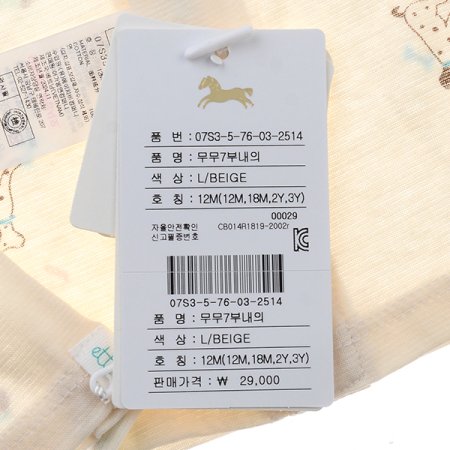 품 번 : 07S3-5-76-03-2514
품 명 : 무무7부내의
색 상 : L/BEIGE
호 칭 : 12M(12M,18M,2Y,3Y)
00029
자율안전확인 CB014R1819-2002r
신고필증번호
07S3-5-76-03-2514
품 명 : 무무7부내의
색 상 : L/BEIGE
호 칭 : 12M(12M,18M,2Y,3Y)
판매가격 : ₩ 29,000
07S3
COTTON